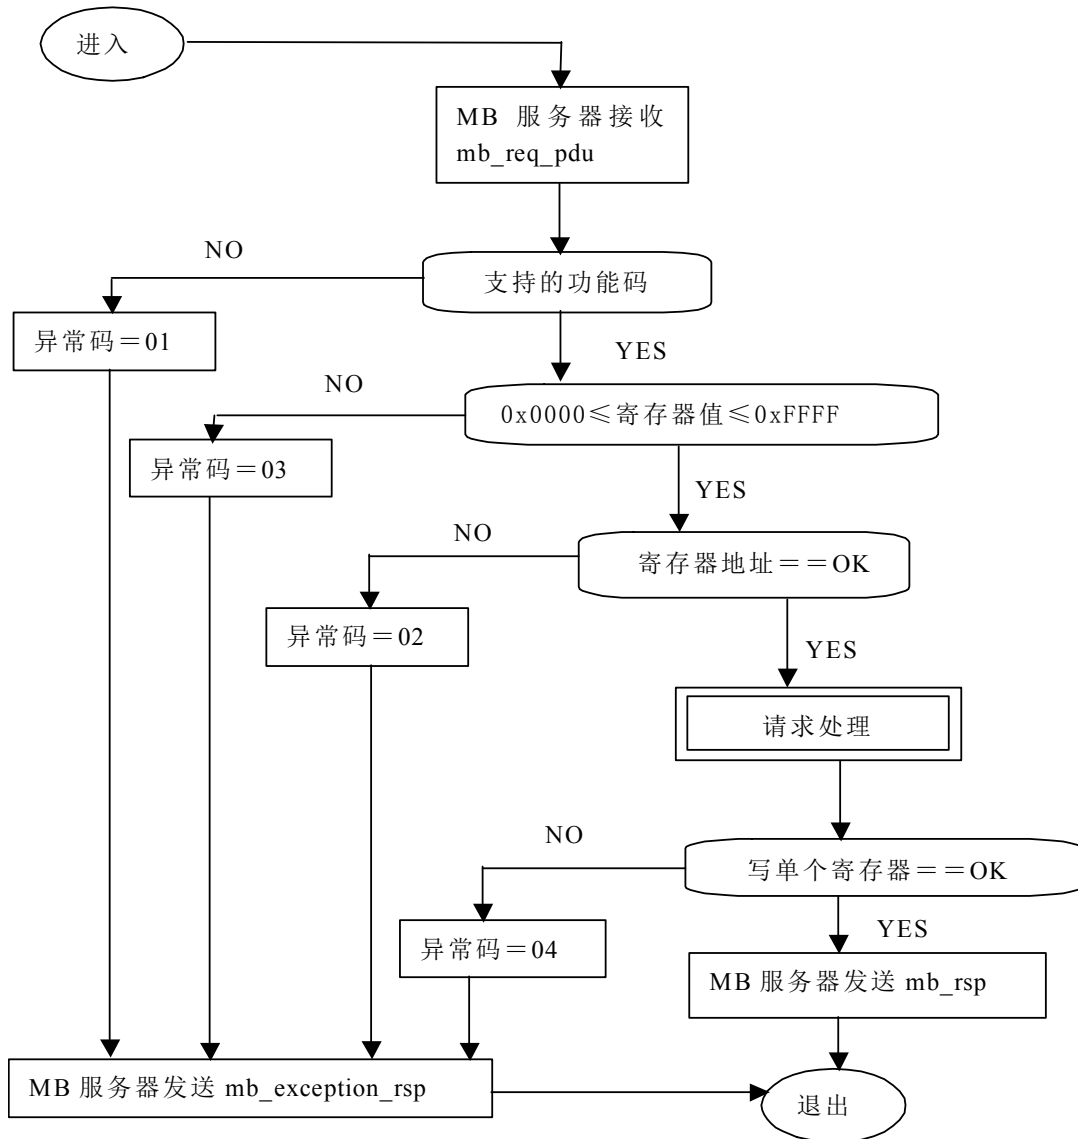 进入
MB 服务器接收
mb_req_pdu
NO
支持的功能码
异常码＝01
YES
NO
0x0000≤寄存器值≤0xFFFF
异常码＝03
YES
NO
寄存器地址＝＝OK
异常码＝02
YES
请求处理
NO
写单个寄存器＝＝OK
异常码＝04
YES
MB 服务器发送 mb_rsp
MB 服务器发送 mb_exception_rsp
退出